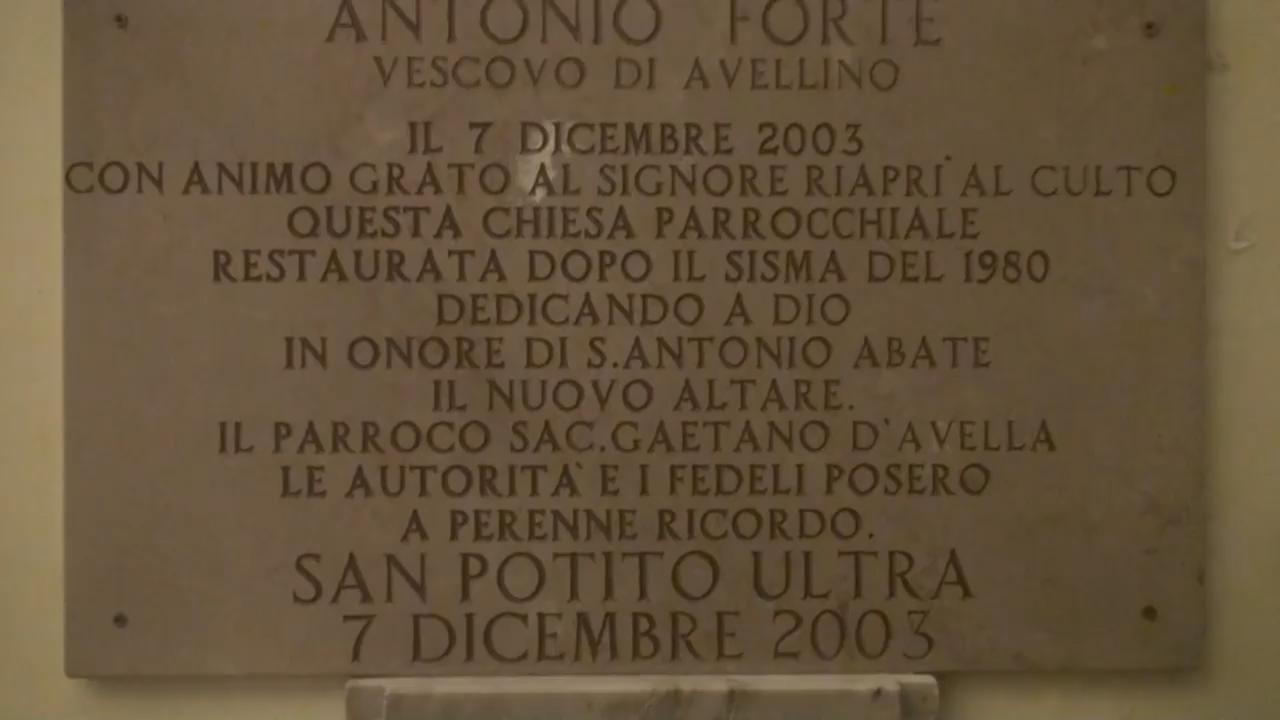 ANTONIO FORTE
VESCOVO DI AVELLINO
IL 7 DICEMBRE 2003
CON ANIMO GRATO AL SIGNORE RIAPRÌ AL CULTO
QUESTA CHIESA PARROCCHIALE
RESTAURATA DOPO IL SISMA DEL 1980
DEDICANDO A DIO
IN ONORE DI S.ANTONIO ABATE
IL NUOVO ALTARE.
IL PARROCO SAC.GAETANO D'AVELLA
LE AUTORITÀ E I FEDELI POSERO
A PERENNE RICORDO.
SAN POTITO ULTRA
7 DICEMBRE 2003